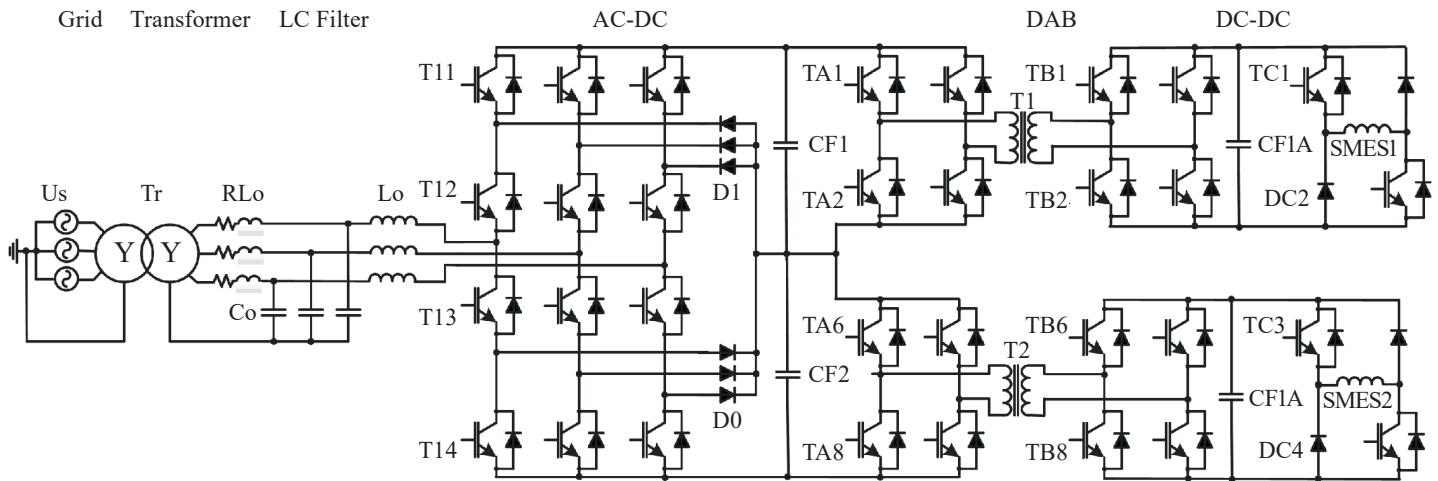 Grid Transformer LC Filter AC-DC DAB DC-DC
T11 TA1 TB1 TC1
T1
CF1 CF1A SMES1
T12 D1 TA2 TB2 DC2
Us Tr RLo Lo
Y Y
Co T13 TA6 TB6 TC3
T2
CF2 CF1A SMES2
D0
T14 TA8 TB8 DC4